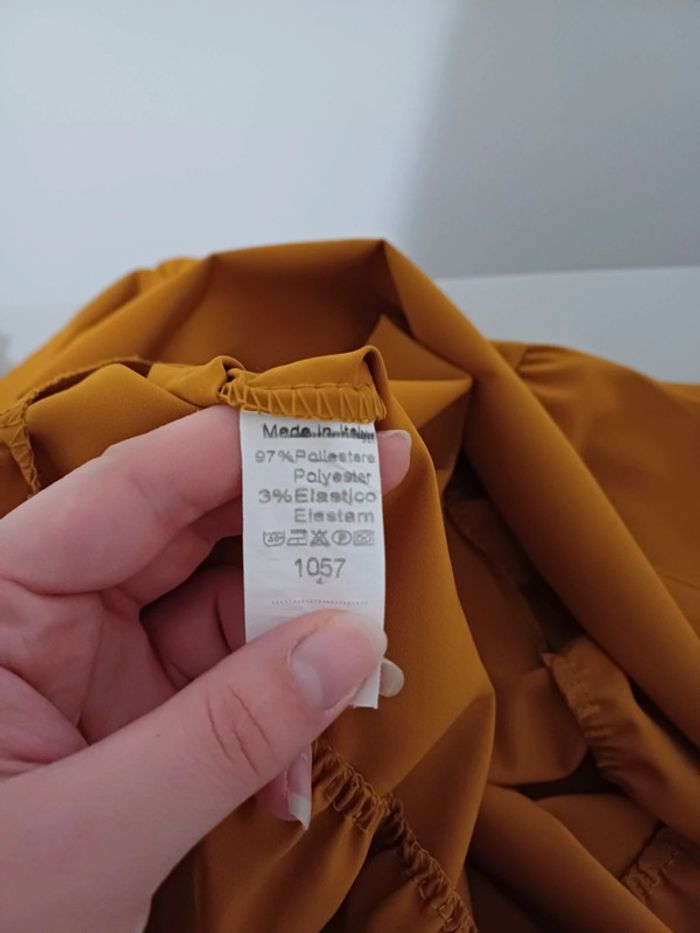 Made in Italy
97%Poliestere
Polyester
3%Elastico
Elastam
1057